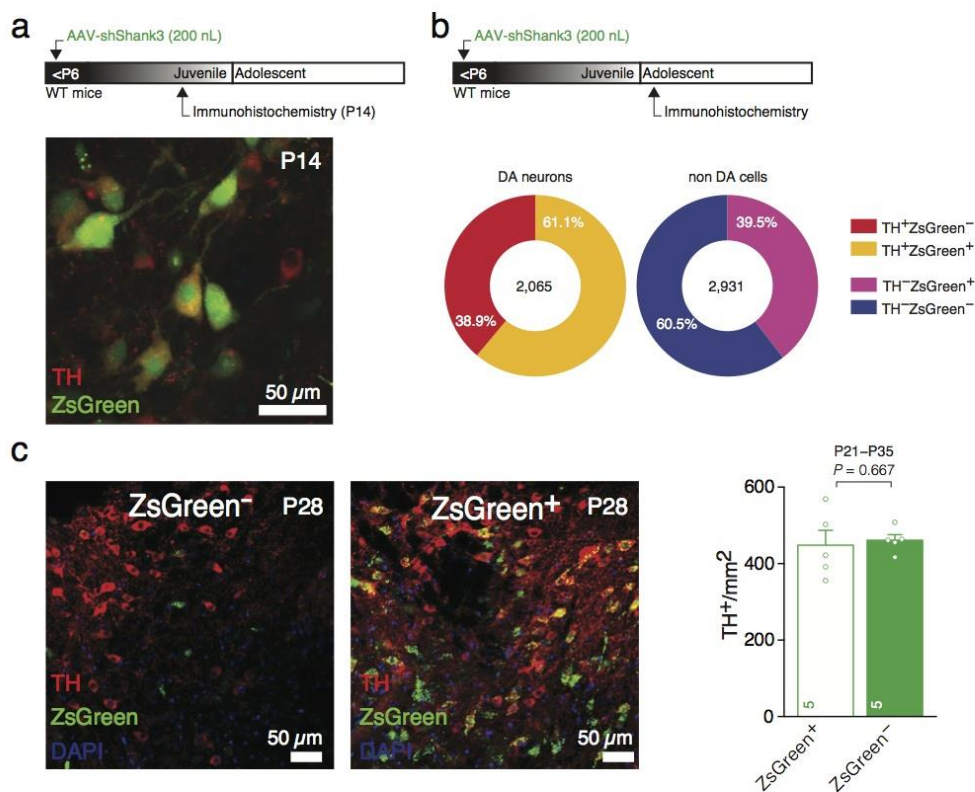 a
AAV-shShank3 (200 nL)
<P6 Juvenile Adolescent
WT mice
Immunohistochemistry (P14)
P14
TH
ZsGreen
50 µm
b
AAV-shShank3 (200 nL)
<P6 Juvenile Adolescent
WT mice
Immunohistochemistry
DA neurons
61.1%
2,065
38.9%
non DA cells
39.5%
2,931
60.5%
TH⁺ZsGreen⁻
TH⁺ZsGreen⁺
TH⁻ZsGreen⁺
TH⁻ZsGreen⁻
c
ZsGreen⁻ P28
TH
ZsGreen
DAPI
50 µm
ZsGreen⁺ P28
TH
ZsGreen
DAPI
50 µm
P21–P35
P = 0.667
TH⁺/mm²
600
400
200
0
5
5
ZsGreen⁺
ZsGreen⁻